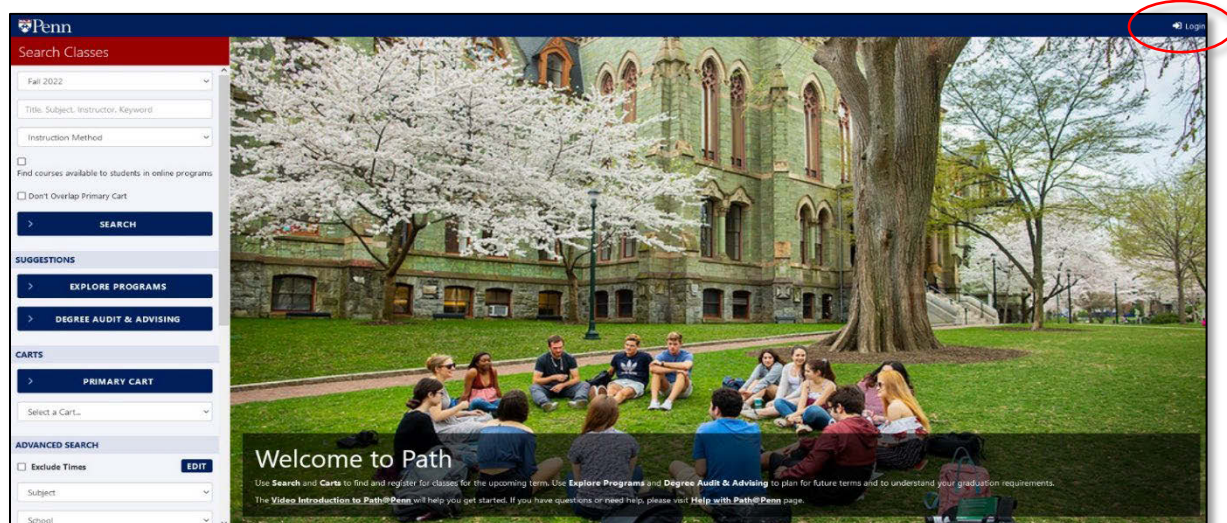 Penn
Login
Search Classes
Fall 2022
Title, Subject, Instructor, Keyword
Instruction Method
Find courses available to students in online programs
Don't Overlap Primary Cart
> SEARCH
SUGGESTIONS
> EXPLORE PROGRAMS
> DEGREE AUDIT & ADVISING
CARTS
> PRIMARY CART
Select a Cart...
ADVANCED SEARCH
Exclude Times EDIT
Subject
School
Welcome to Path
Use Search and Carts to find and register for classes for the upcoming term. Use Explore Programs and Degree Audit & Advising to plan for future terms and to understand your graduation requirements.
The Video Introduction to Path@Penn will help you get started. If you have questions or need help, please visit Help with Path@Penn page.